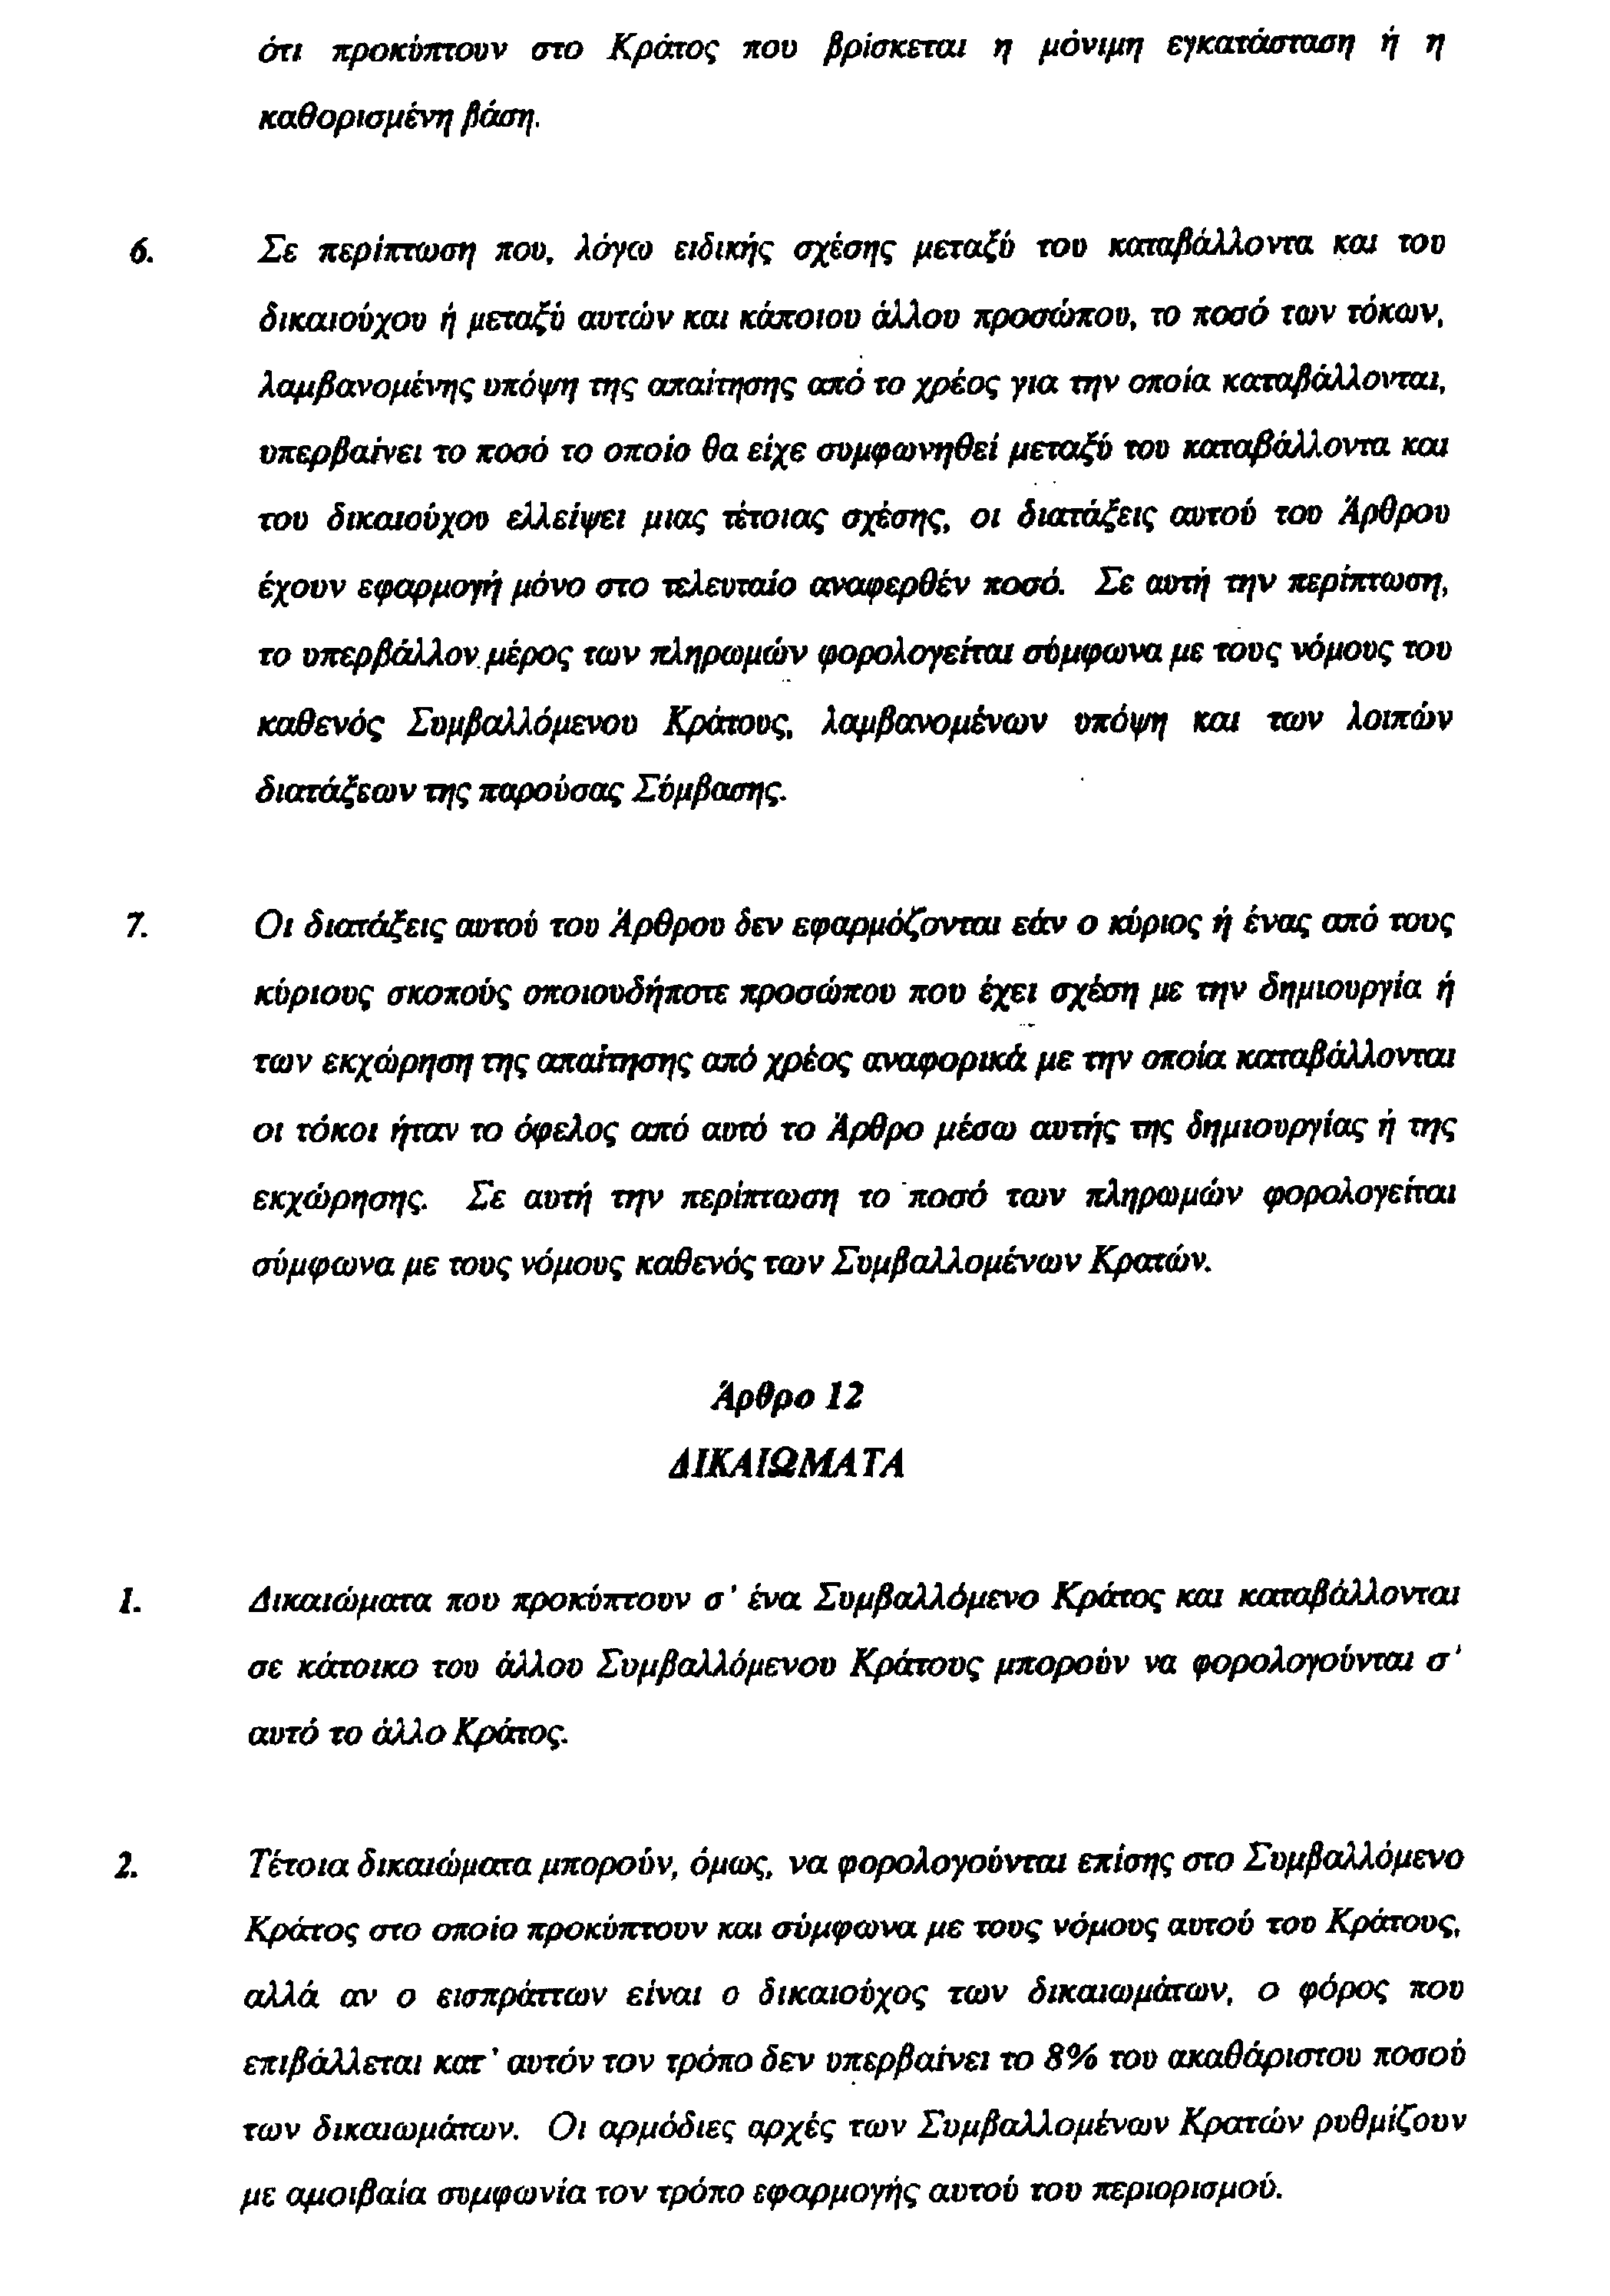 ότι προκύπτουν στο Κράτος που βρίσκεται η μόνιμη εγκατάσταση ή η
καθορισμένη βάση.
6. Σε περίπτωση που, λόγω ειδικής σχέσης μεταξύ του καταβάλλοντα και του
δικαιούχου ή μεταξύ αυτών και κάποιου άλλου προσώπου, το ποσό των τόκων,
λαμβανομένης υπόψη της απαίτησης από το χρέος για την οποία καταβάλλονται,
υπερβαίνει το ποσό το οποίο θα είχε συμφωνηθεί μεταξύ του καταβάλλοντα και
του δικαιούχου ελλείψει μιας τέτοιας σχέσης, οι διατάξεις αυτού του Άρθρου
έχουν εφαρμογή μόνο στο τελευταίο αναφερθέν ποσό. Σε αυτή την περίπτωση,
το υπερβάλλον μέρος των πληρωμών φορολογείται σύμφωνα με τους νόμους του
καθενός Συμβαλλόμενου Κράτους, λαμβανομένων υπόψη και των λοιπών
διατάξεων της παρούσας Σύμβασης.
7. Οι διατάξεις αυτού του Άρθρου δεν εφαρμόζονται εάν ο κύριος ή ένας από τους
κύριους σκοπούς οποιουδήποτε προσώπου που έχει σχέση με την δημιουργία ή
των εκχώρηση της απαίτησης από χρέος αναφορικά με την οποία καταβάλλονται
οι τόκοι ήταν το όφελος από αυτό το Άρθρο μέσω αυτής της δημιουργίας ή της
εκχώρησης. Σε αυτή την περίπτωση το ποσό των πληρωμών φορολογείται
σύμφωνα με τους νόμους καθενός των Συμβαλλομένων Κρατών.
Άρθρο 12
ΔΙΚΑΙΩΜΑΤΑ
1. Δικαιώματα που προκύπτουν σ' ένα Συμβαλλόμενο Κράτος και καταβάλλονται
σε κάτοικο του άλλου Συμβαλλόμενου Κράτους μπορούν να φορολογούνται σ'
αυτό το άλλο Κράτος.
2. Τέτοια δικαιώματα μπορούν, όμως, να φορολογούνται επίσης στο Συμβαλλόμενο
Κράτος στο οποίο προκύπτουν και σύμφωνα με τους νόμους αυτού του Κράτους,
αλλά αν ο εισπράττων είναι ο δικαιούχος των δικαιωμάτων, ο φόρος που
επιβάλλεται κατ' αυτόν τον τρόπο δεν υπερβαίνει το 8% του ακαθάριστου ποσού
των δικαιωμάτων. Οι αρμόδιες αρχές των Συμβαλλομένων Κρατών ρυθμίζουν
με αμοιβαία συμφωνία τον τρόπο εφαρμογής αυτού του περιορισμού.